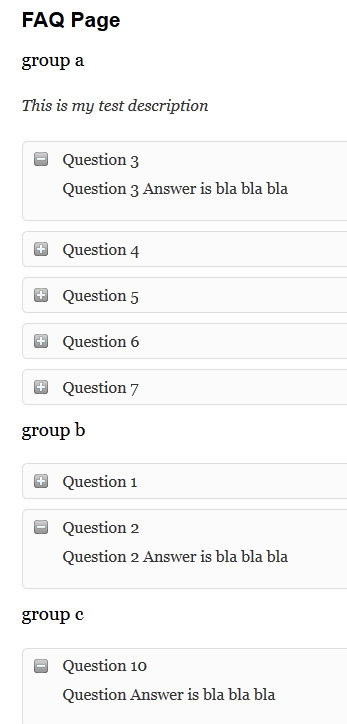 FAQ Page
group a
This is my test description
Question 3
Question 3 Answer is bla bla bla
Question 4
Question 5
Question 6
Question 7
group b
Question 1
Question 2
Question 2 Answer is bla bla bla
group c
Question 10
Question Answer is bla bla bla